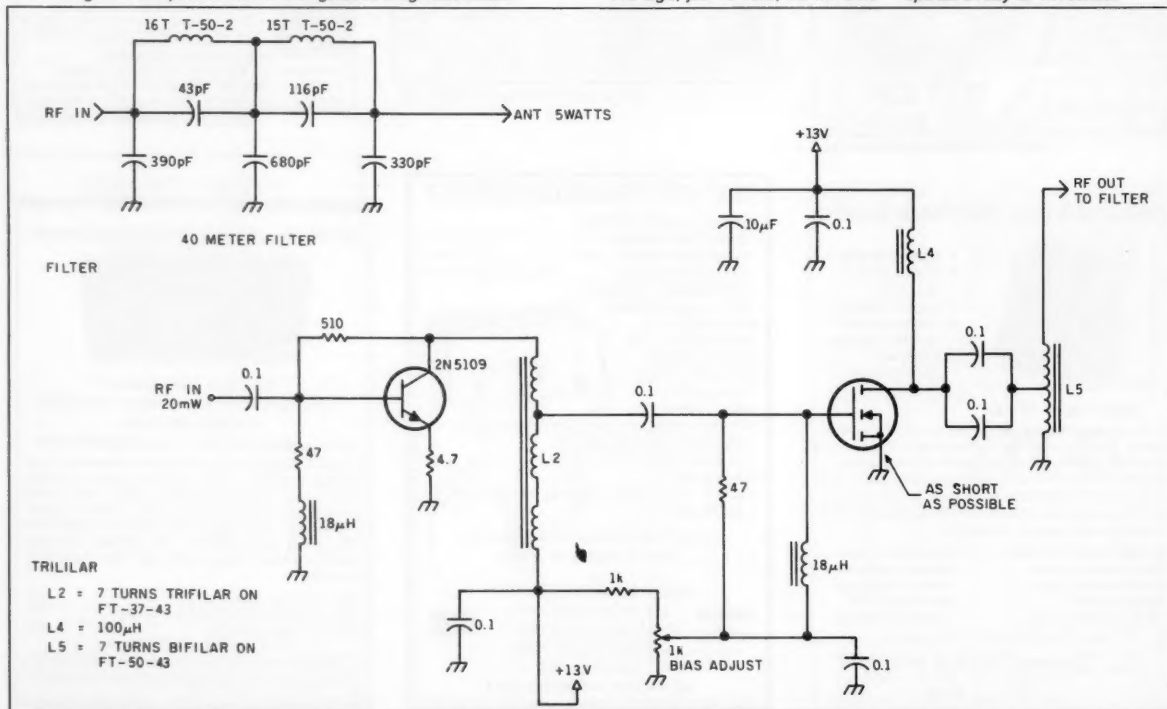 16T T-50-2
15T T-50-2
43pF
116pF
RF IN
ANT 5WATTS
390pF
680pF
330pF
40 METER FILTER
FILTER
+13V
10µF
0.1
L4
RF OUT
TO FILTER
0.1
0.1
L5
510
2N5109
RF IN
20mW
0.1
47
4.7
18µH
L2
0.1
47
18µH
AS SHORT
AS POSSIBLE
0.1
1k
1k
BIAS ADJUST
0.1
+13V
TRILILAR
L2 = 7 TURNS TRIFILAR ON
FT-37-43
L4 = 100µH
L5 = 7 TURNS BIFILAR ON
FT-50-43